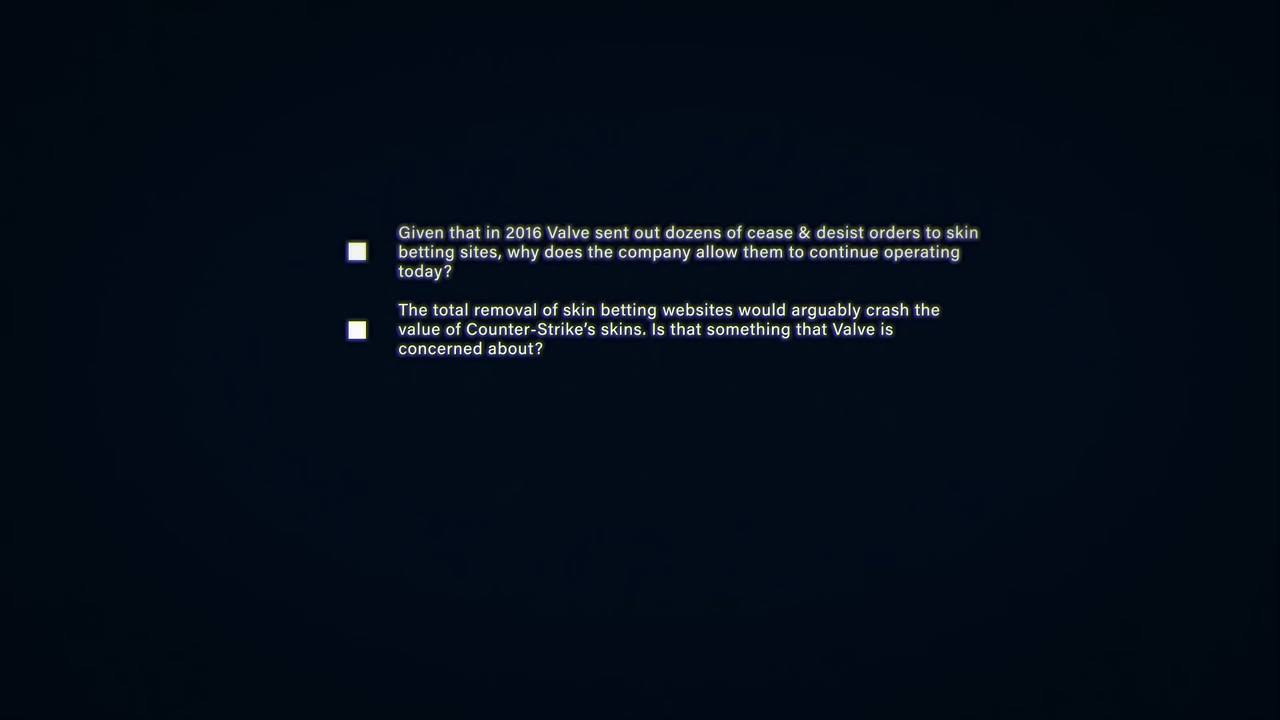 Given that in 2016 Valve sent out dozens of cease & desist orders to skin
betting sites, why does the company allow them to continue operating
today?
The total removal of skin betting websites would arguably crash the
value of Counter-Strike’s skins. Is that something that Valve is
concerned about?